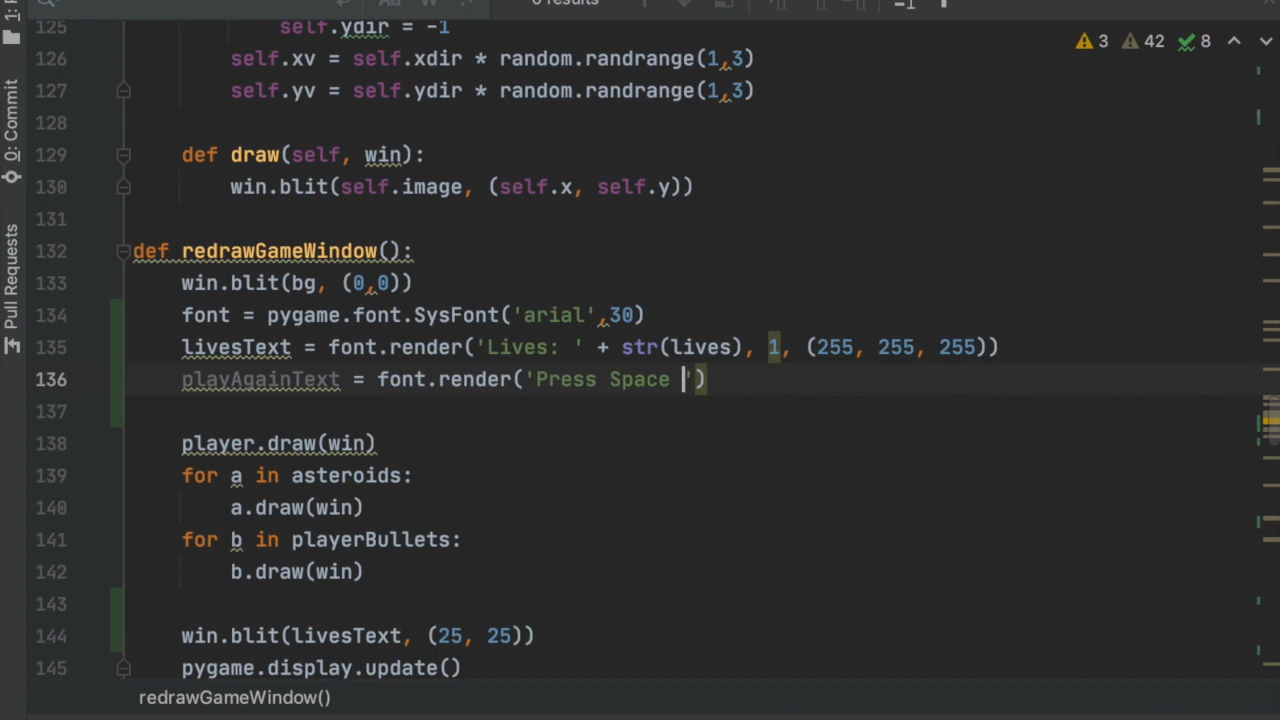 0 results
1: P
125 self.ydir = -1
3 42 8
126 self.xv = self.xdir * random.randrange(1,3)
127 self.yv = self.ydir * random.randrange(1,3)
128
0: Commit
129 def draw(self, win):
130 win.blit(self.image, (self.x, self.y))
131
Pull Requests
132 def redrawGameWindow():
133 win.blit(bg, (0,0))
134 font = pygame.font.SysFont('arial',30)
135 livesText = font.render('Lives: ' + str(lives), 1, (255, 255, 255))
136 playAgainText = font.render('Press Space ')
137
138 player.draw(win)
139 for a in asteroids:
140 a.draw(win)
141 for b in playerBullets:
142 b.draw(win)
143
144 win.blit(livesText, (25, 25))
145 pygame.display.update()
redrawGameWindow()